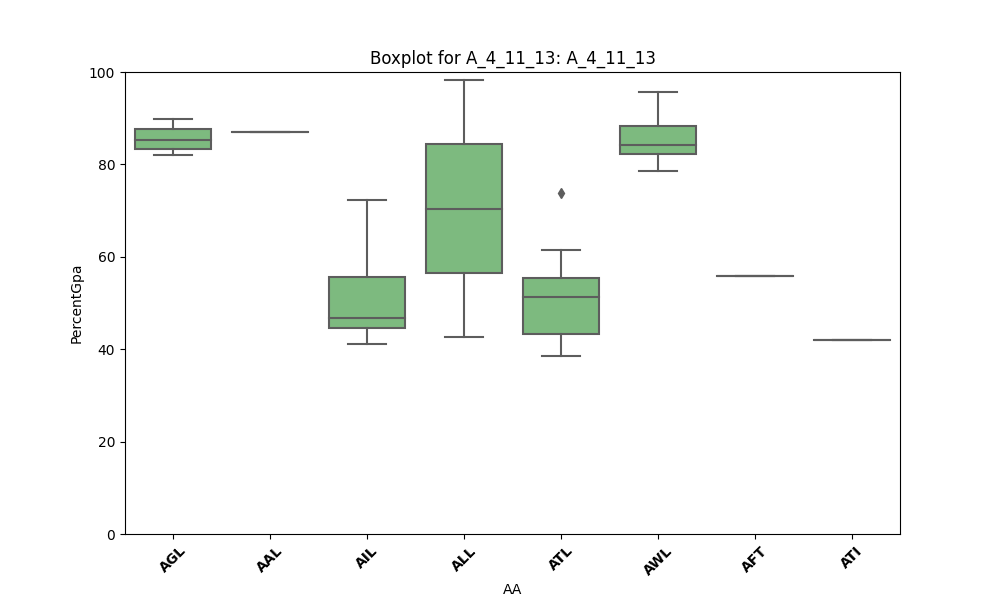 Boxplot for A_4_11_13: A_4_11_13
PercentGpa
100
80
60
40
20
0
AGL
AAL
AIL
ALL
ATL
AWL
AFT
ATI
AA